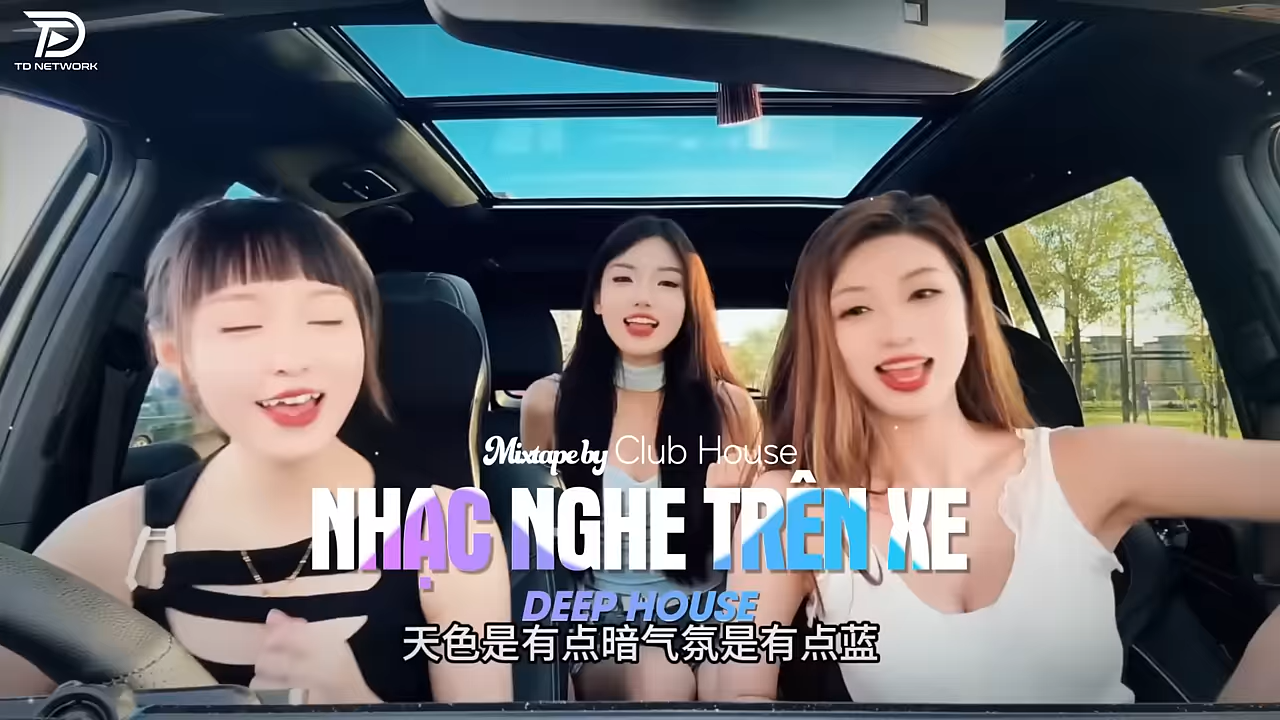 TD NETWORK
Mixtape by Club House
NHẠC NGHE TRÊN XE
DEEP HOUSE
天色是有点暗气氛是有点蓝